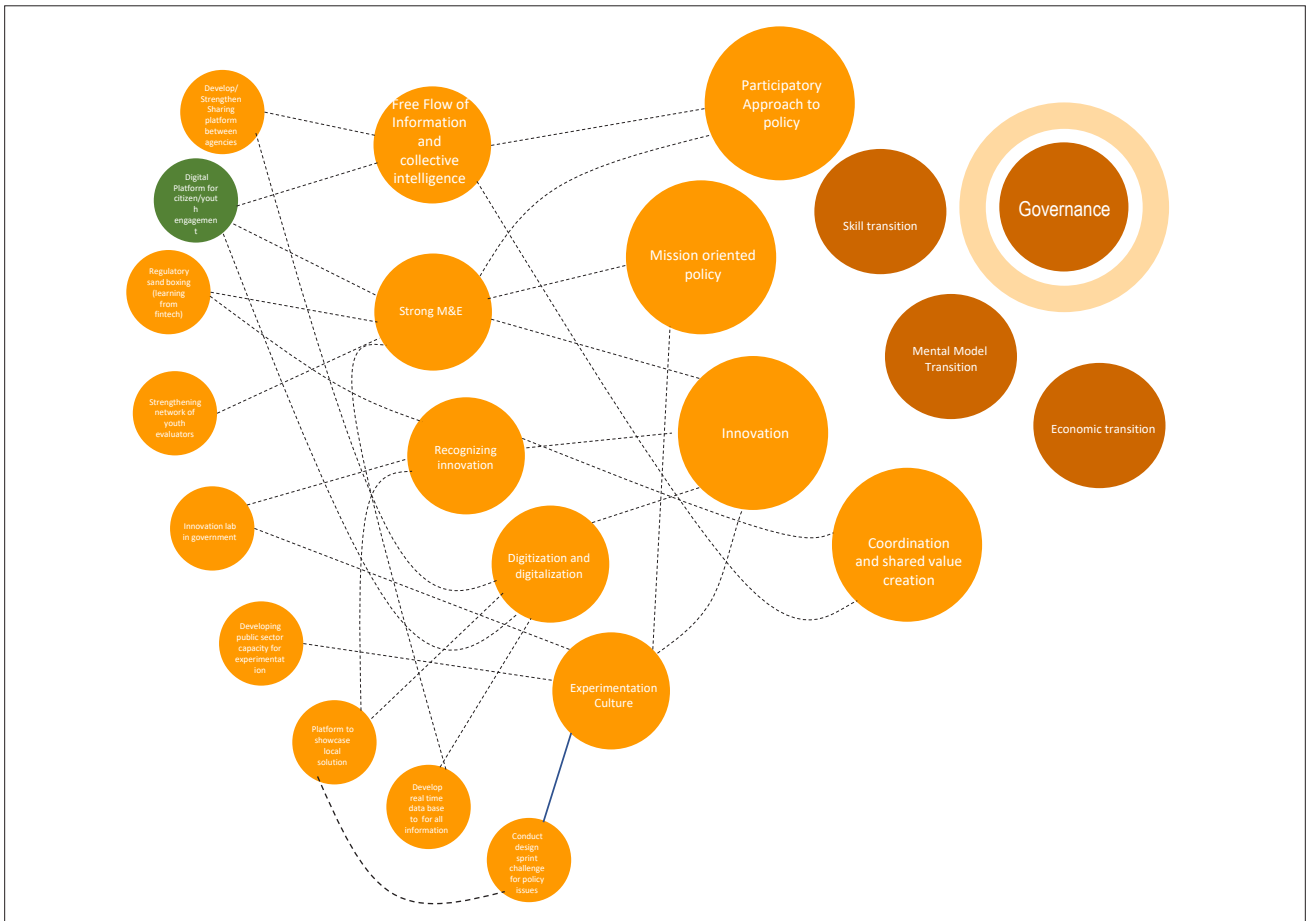 Develop/
Strengthen
Sharing
platform
between
agencies
Free Flow of
Information
and
collective
intelligence
Participatory
Approach to
policy
Digital
Platform for
citizen/yout
h
engagemen
t
Skill transition
Governance
Regulatory
sand boxing
(learning
from
fintech)
Strong M&E
Mission oriented
policy
Mental Model
Transition
Strengthening
network of
youth
evaluators
Recognizing
innovation
Innovation
Economic transition
Innovation lab
in government
Digitization and
digitalization
Coordination
and shared value
creation
Developing
public sector
capacity for
experimentat
ion
Experimentation
Culture
Platform to
showcase
local
solution
Develop
real time
data base
to for all
information
Conduct
design
sprint
challenge
for policy
issues